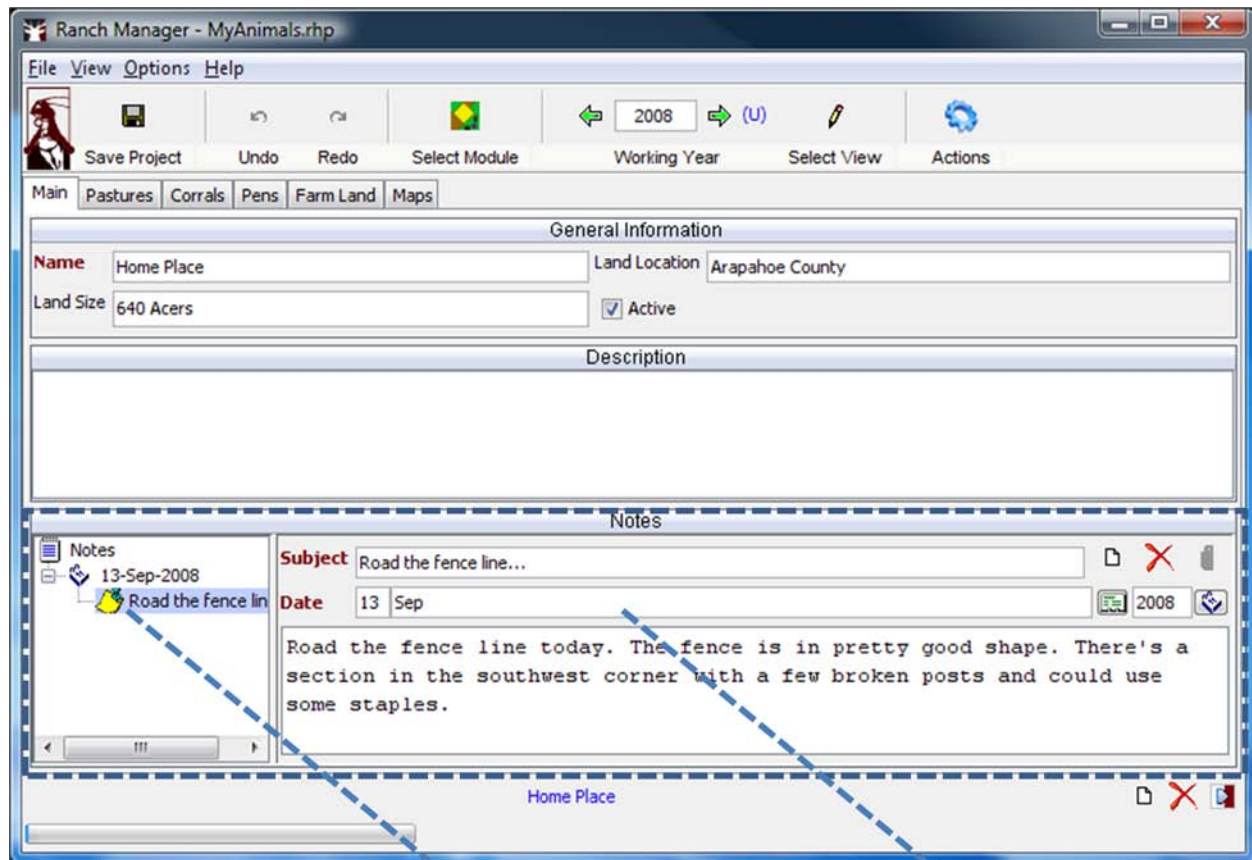 Ranch Manager - MyAnimals.rhp
File View Options Help
2008 (U)
Save Project Undo Redo Select Module Working Year Select View Actions
Main Pastures Corrals Pens Farm Land Maps
General Information
Name Home Place Land Location Arapahoe County
Land Size 640 Acers Active
Description
Notes
Notes
13-Sep-2008
Road the fence lin
Subject Road the fence line...
Date 13 Sep 2008
Road the fence line today. The fence is in pretty good shape. There's a
section in the southwest corner with a few broken posts and could use
some staples.
Home Place